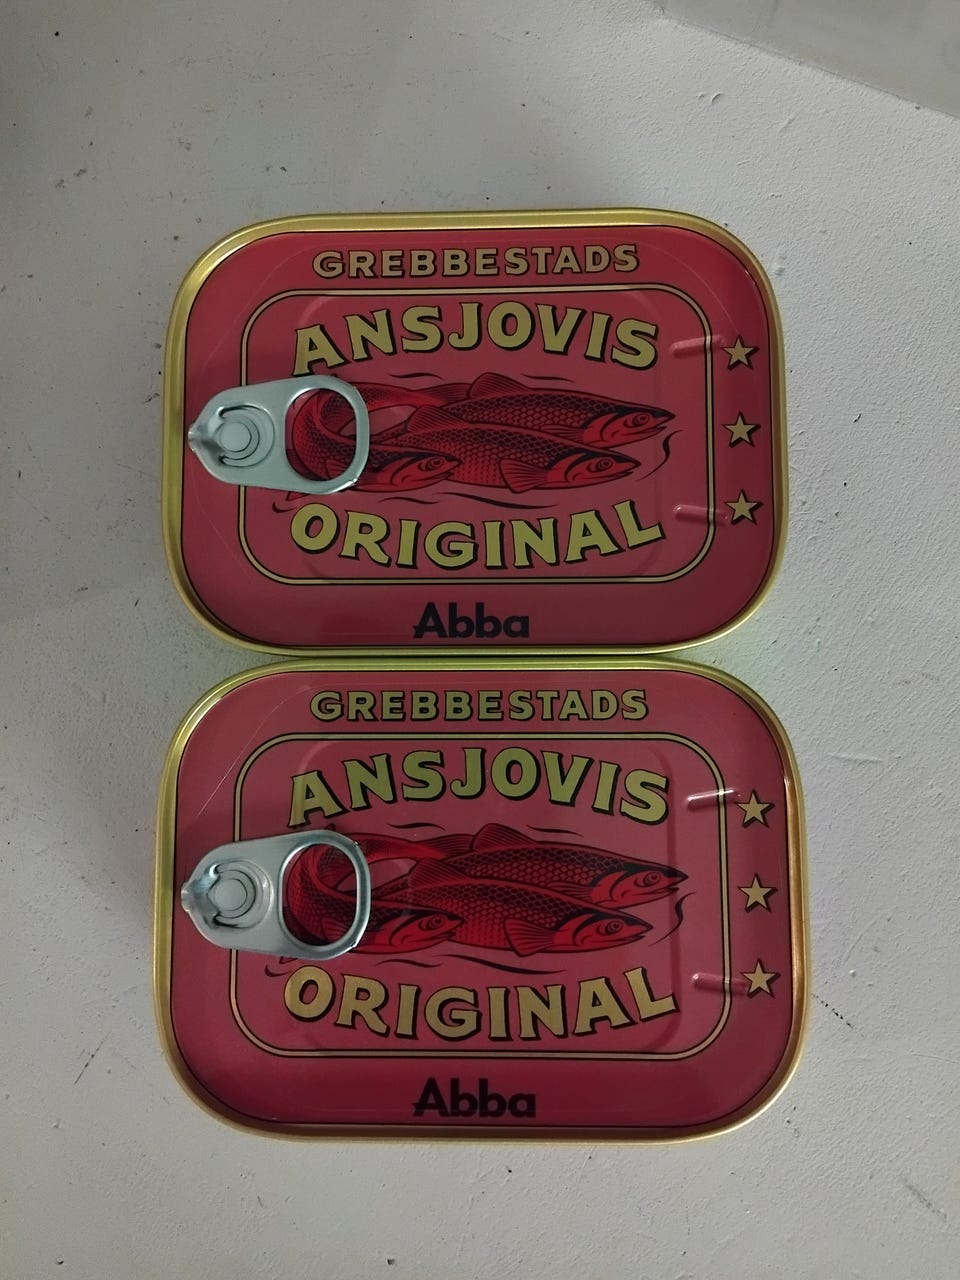 GREBBESTADS
ANSJOVIS
ORIGINAL
Abba
GREBBESTADS
ANSJOVIS
ORIGINAL
Abba